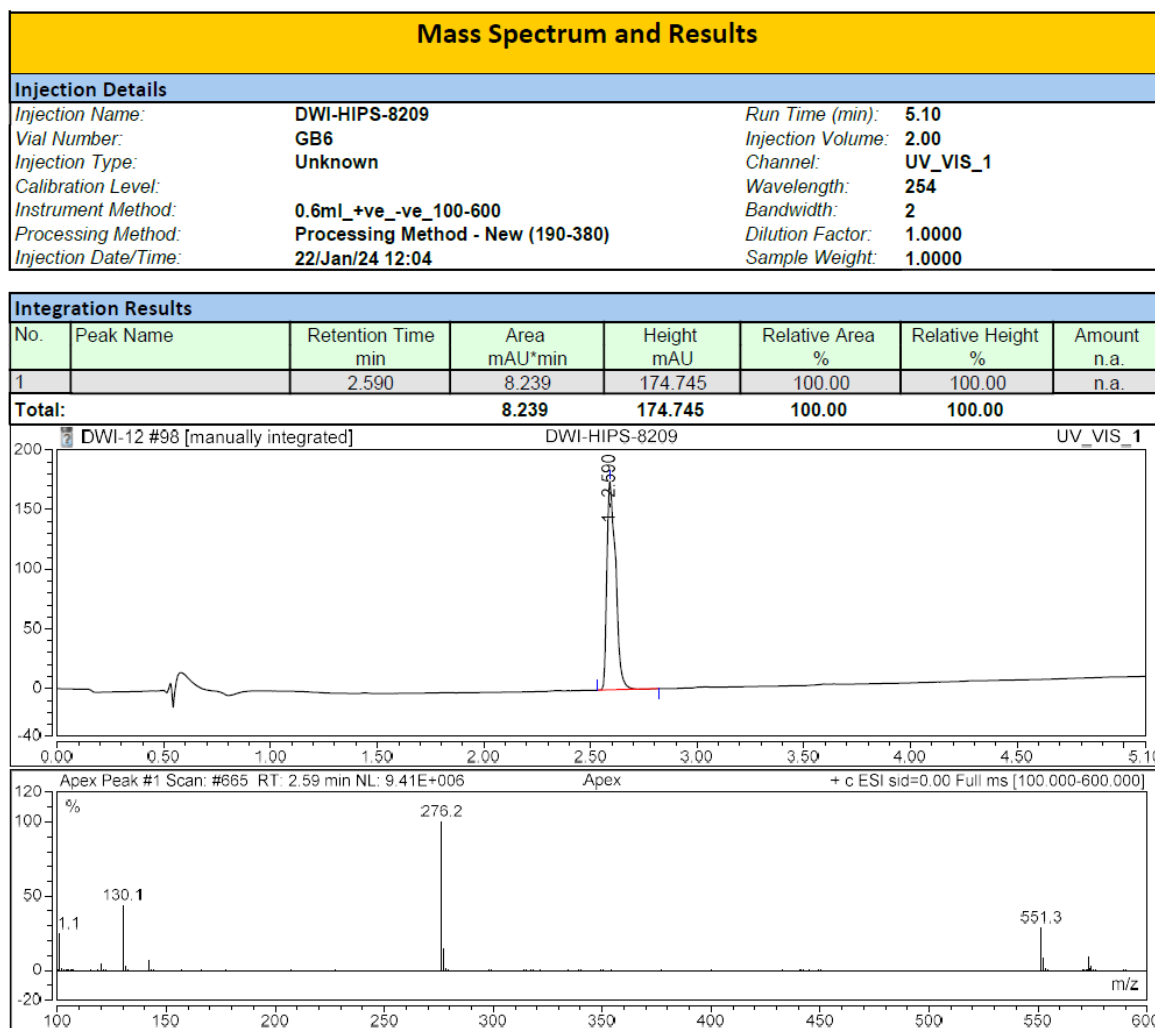 Mass Spectrum and Results
Injection Details
Injection Name: DWI-HIPS-8209 Run Time (min): 5.10
Vial Number: GB6 Injection Volume: 2.00
Injection Type: Unknown Channel: UV_VIS_1
Calibration Level: Wavelength: 254
Instrument Method: 0.6ml_+ve_-ve_100-600 Bandwidth: 2
Processing Method: Processing Method - New (190-380) Dilution Factor: 1.0000
Injection Date/Time: 22/Jan/24 12:04 Sample Weight: 1.0000
Integration Results
No. Peak Name Retention Time Area Height Relative Area Relative Height Amount
min mAU*min mAU % % n.a.
1 2.590 8.239 174.745 100.00 100.00 n.a.
Total: 8.239 174.745 100.00 100.00
DWI-12 #98 [manually integrated] DWI-HIPS-8209 UV_VIS_1
200
1 - 2.590
150
100
50
0
-40
0.00 0.50 1.00 1.50 2.00 2.50 3.00 3.50 4.00 4.50 5.10
Apex Peak #1 Scan: #665 RT: 2.59 min NL: 9.41E+006 Apex + c ESI sid=0.00 Full ms [100.000-600.000]
120
%
276.2
100
130.1
50
1.1
551.3
0
m/z
-20
100 150 200 250 300 350 400 450 500 550 600